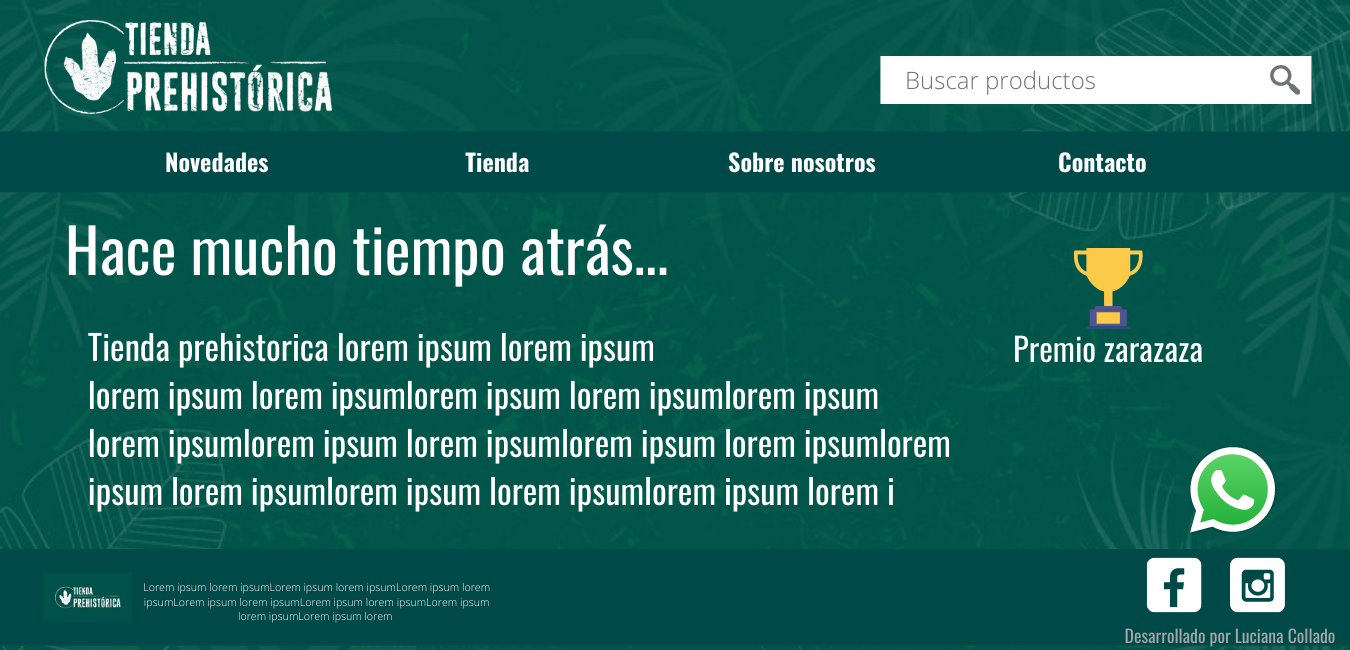 TIENDA
PREHISTÓRICA
Buscar productos
Novedades
Tienda
Sobre nosotros
Contacto
Hace mucho tiempo atrás...
Tienda prehistorica lorem ipsum lorem ipsum
lorem ipsum lorem ipsumlorem ipsum lorem ipsumlorem ipsum
lorem ipsumlorem ipsum lorem ipsumlorem ipsum lorem ipsumlorem
ipsum lorem ipsumlorem ipsum lorem ipsumlorem ipsum lorem i
Premio zarazaza
TIENDA
PREHISTÓRICA
Lorem ipsum lorem ipsumLorem ipsum lorem ipsumLorem ipsum lorem
ipsumLorem ipsum lorem ipsumLorem ipsum lorem ipsumLorem ipsum
lorem ipsumLorem ipsum lorem
Desarrollado por Luciana Collado